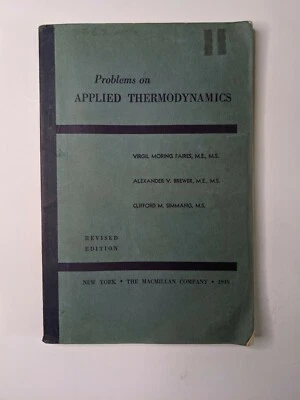 Problems on
APPLIED THERMODYNAMICS
VIRGIL MORING FAIRES, M.E., M.S.
ALEXANDER V. BREWER, M.E., M.S.
CLIFFORD M. SIMMANG, M.S.
REVISED
EDITION
NEW YORK • THE MACMILLAN COMPANY •